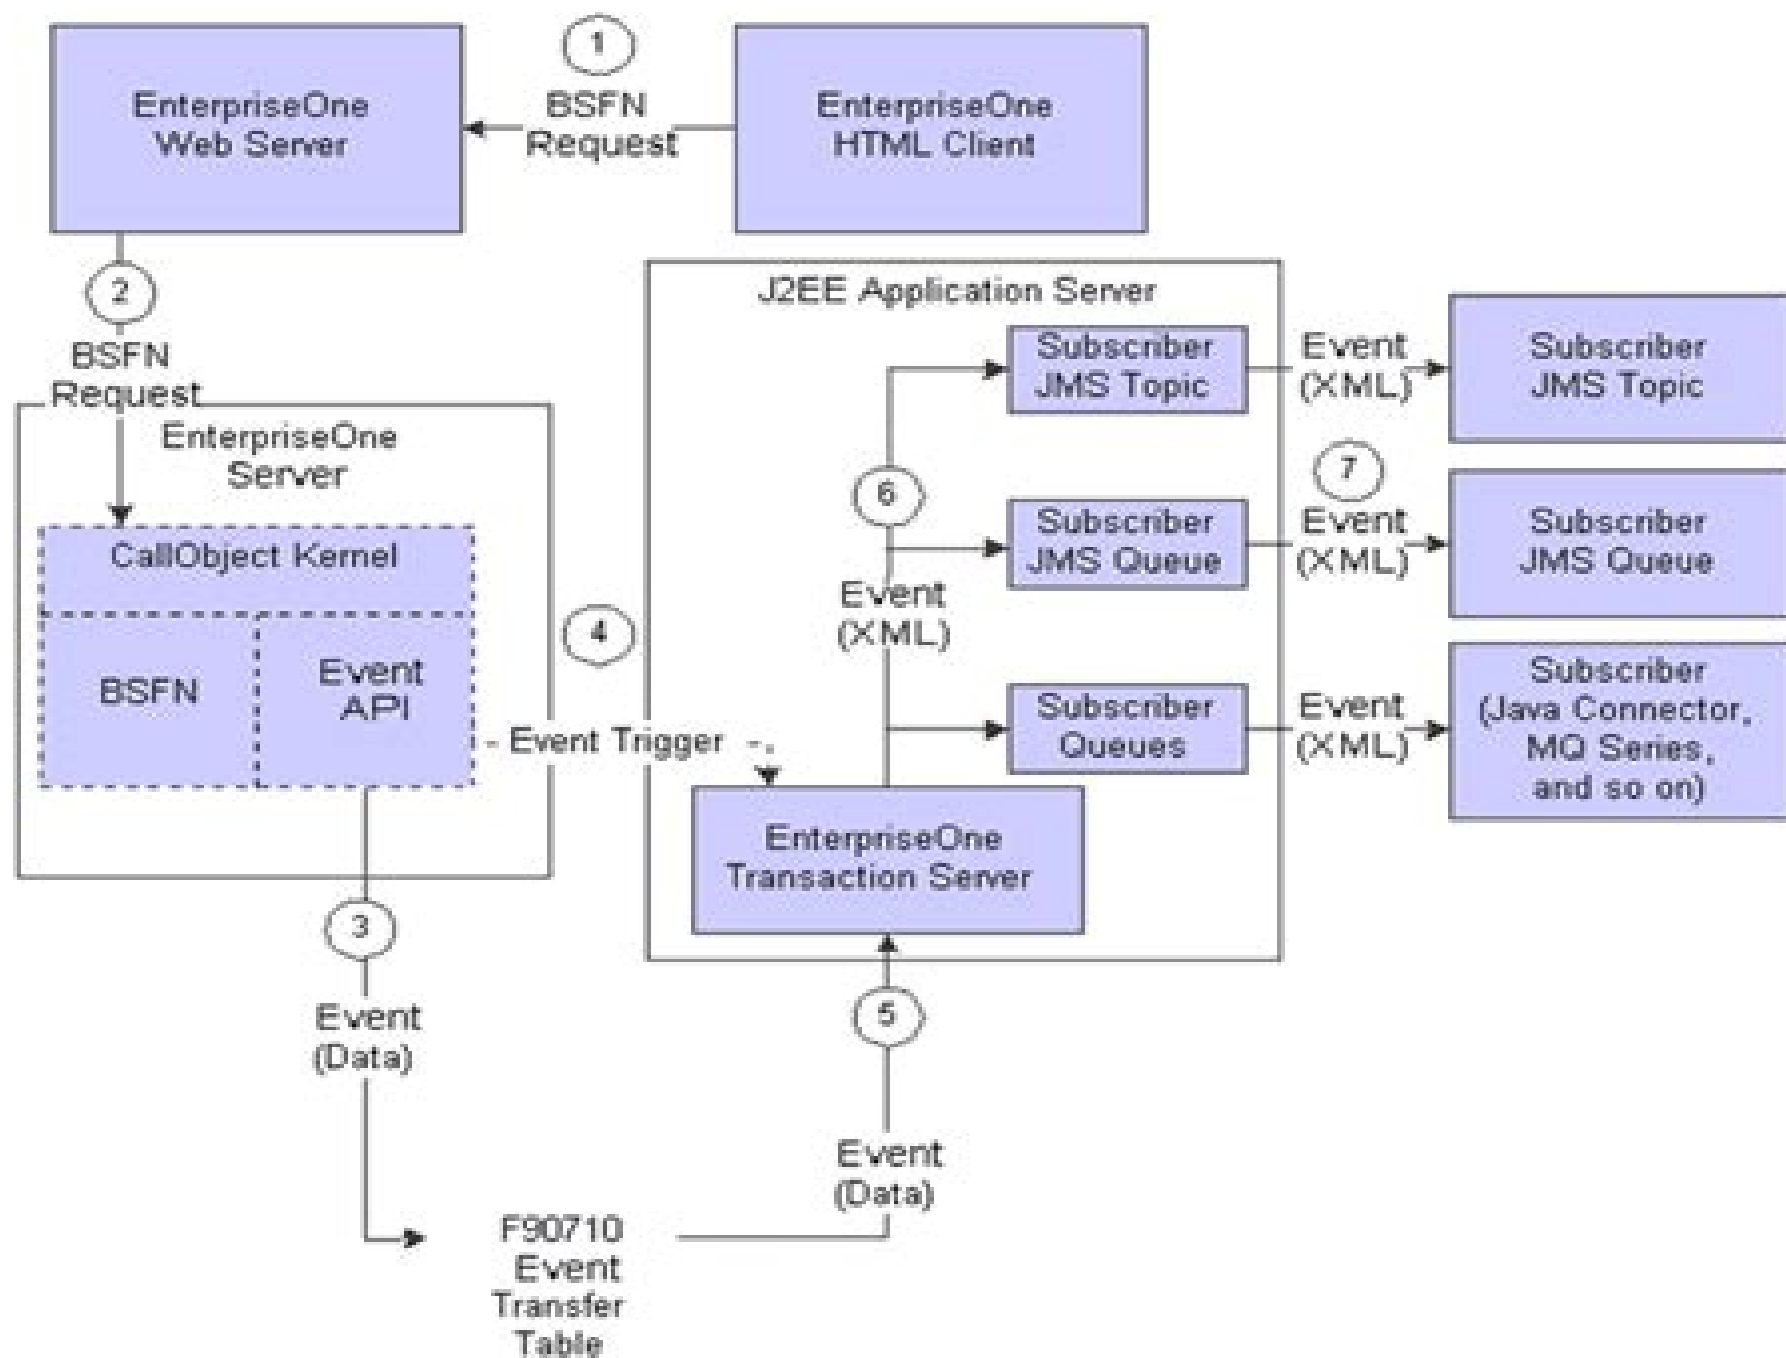 1
EnterpriseOne
Web Server
BSFN
Request
EnterpriseOne
HTML Client
2
BSFN
Request
J2EE Application Server
EnterpriseOne
Server
CallObject Kernel
BSFN
Event
API
4
Event Trigger
Subscriber
JMS Topic
Event
(XML)
Subscriber
JMS Topic
6
7
Subscriber
JMS Queue
Event
(XML)
Subscriber
JMS Queue
Event
(XML)
Subscriber
Queues
Event
(XML)
Subscriber
(Java Connector,
MQ Series,
and so on)
EnterpriseOne
Transaction Server
3
Event
(Data)
5
Event
(Data)
F90710
Event
Transfer
Table